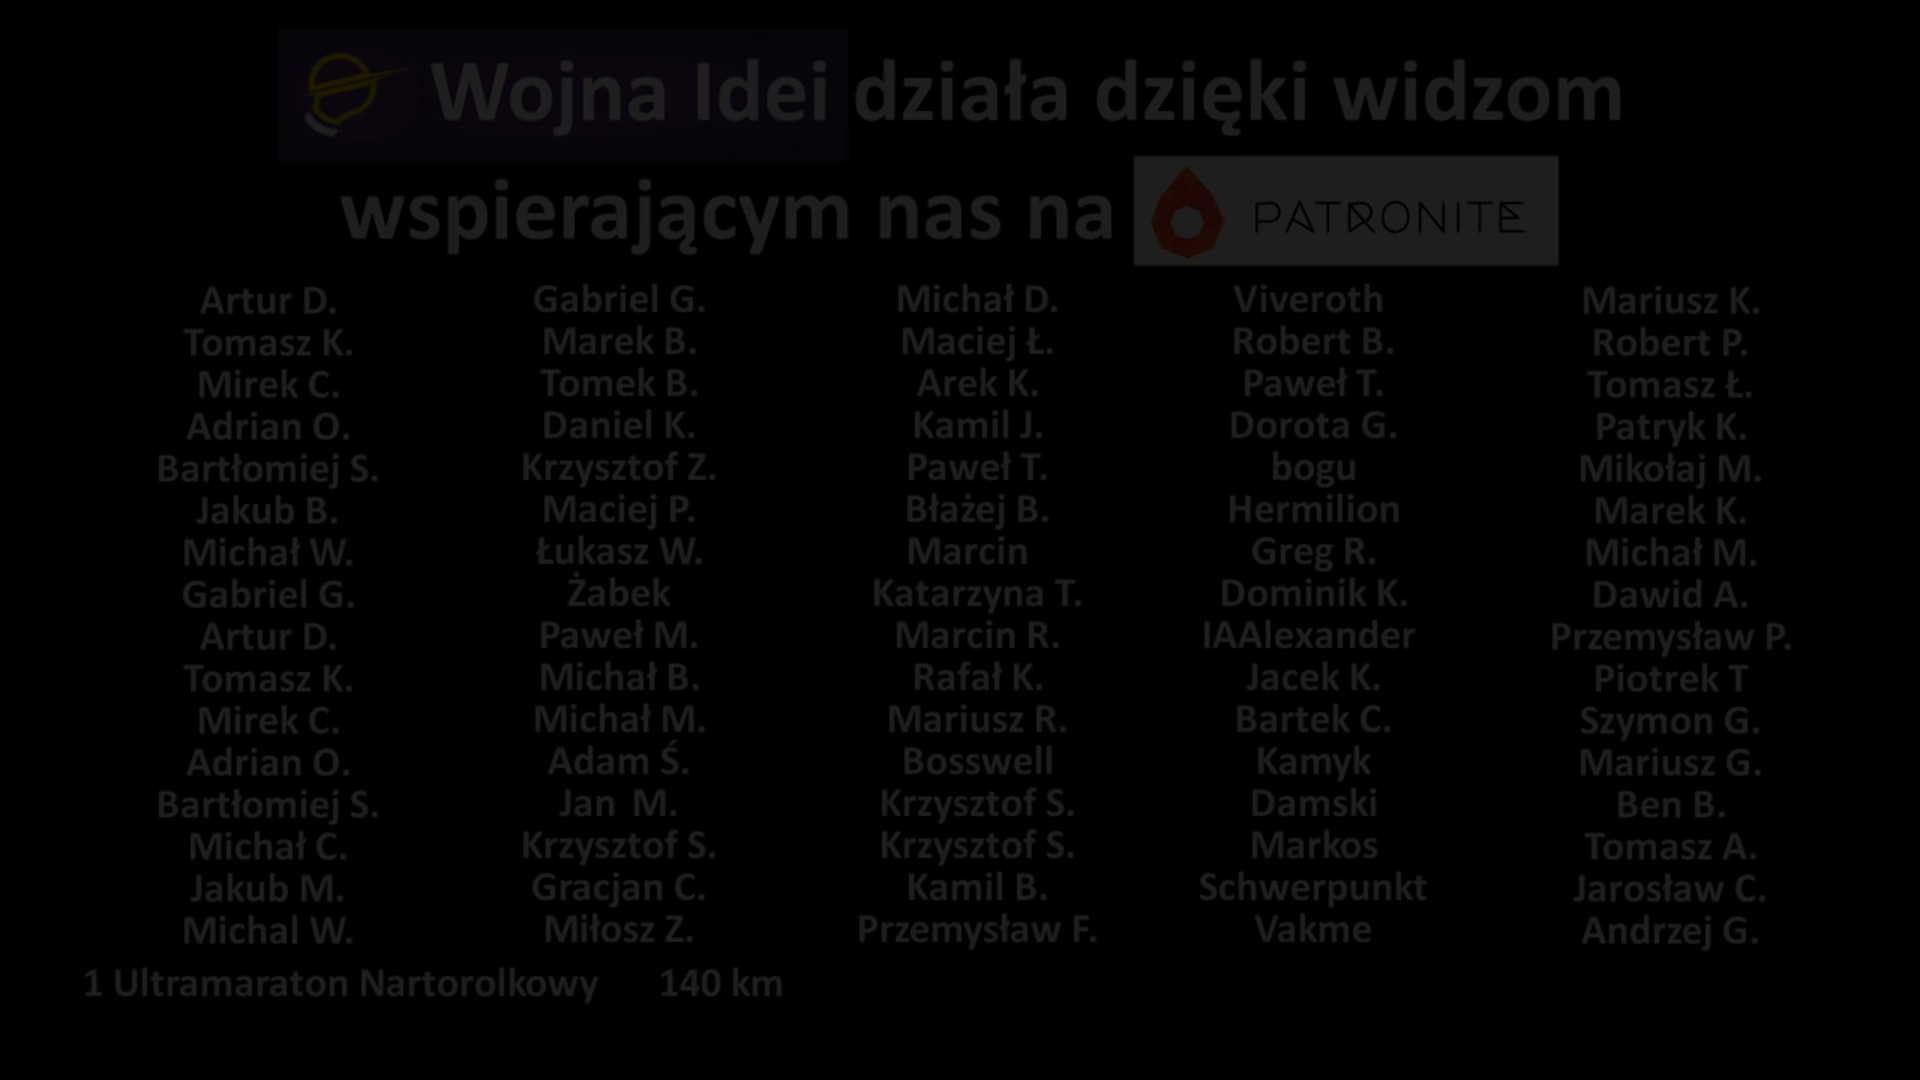 Wojna Idei działa dzięki widzom
wspierającym nas na PATRONITE
Artur D.
Tomasz K.
Mirek C.
Adrian O.
Bartłomiej S.
Jakub B.
Michał W.
Gabriel G.
Artur D.
Tomasz K.
Mirek C.
Adrian O.
Bartłomiej S.
Michał C.
Jakub M.
Michal W.
Gabriel G.
Marek B.
Tomek B.
Daniel K.
Krzysztof Z.
Maciej P.
Łukasz W.
Żabek
Paweł M.
Michał B.
Michał M.
Adam Ś.
Jan M.
Krzysztof S.
Gracjan C.
Miłosz Z.
Michał D.
Maciej Ł.
Arek K.
Kamil J.
Paweł T.
Błażej B.
Marcin
Katarzyna T.
Marcin R.
Rafał K.
Mariusz R.
Bosswell
Krzysztof S.
Krzysztof S.
Kamil B.
Przemysław F.
Viveroth
Robert B.
Paweł T.
Dorota G.
bogu
Hermilion
Greg R.
Dominik K.
IAAlexander
Jacek K.
Bartek C.
Kamyk
Damski
Markos
Schwerpunkt
Vakme
Mariusz K.
Robert P.
Tomasz Ł.
Patryk K.
Mikołaj M.
Marek K.
Michał M.
Dawid A.
Przemysław P.
Piotrek T
Szymon G.
Mariusz G.
Ben B.
Tomasz A.
Jarosław C.
Andrzej G.
1 Ultramaraton Nartorolkowy 140 km